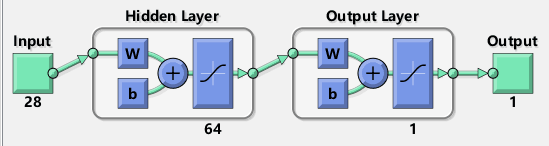 Hidden Layer
Output Layer
Input
Output
W
W
+
+
b
b
28
1
64
1